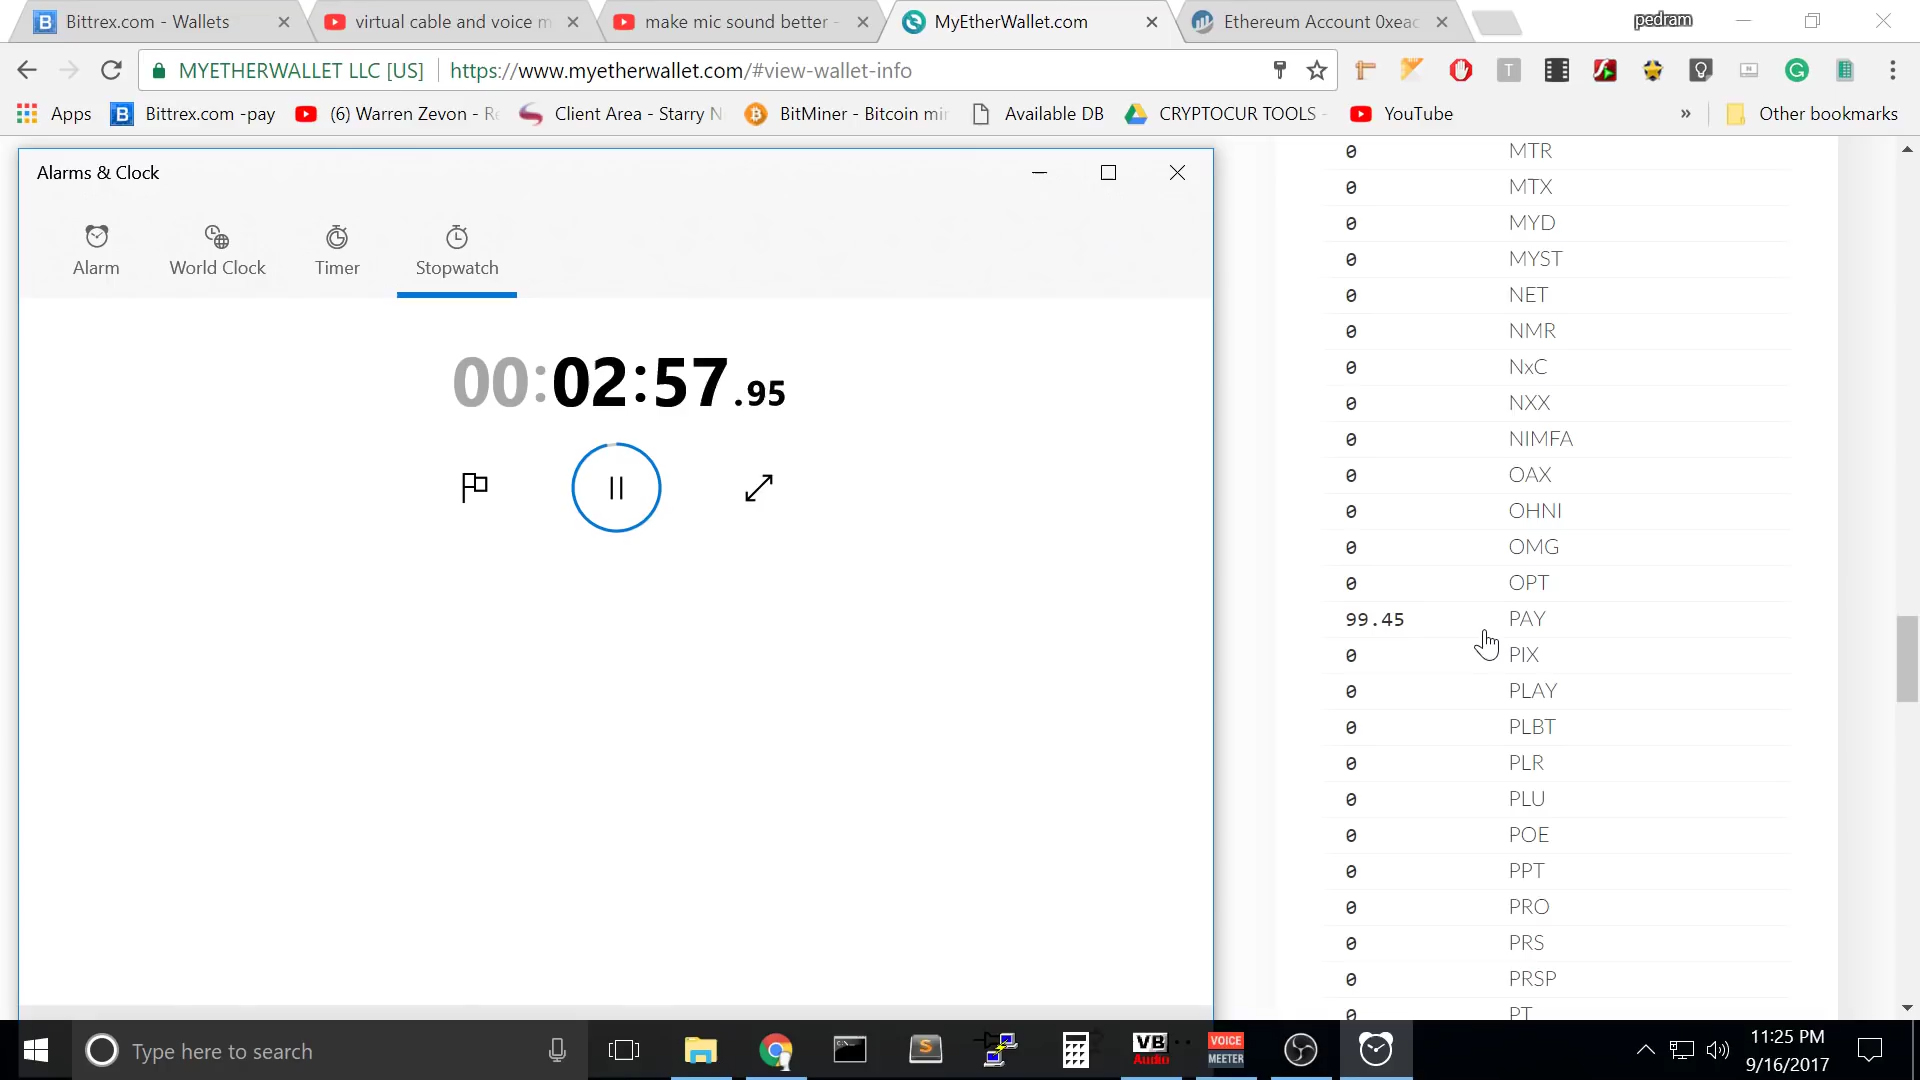 Bittrex.com - Wallets
virtual cable and voice m
make mic sound better -
MyEtherWallet.com
Ethereum Account 0xeac
pedram
MYETHERWALLET LLC [US]
https://www.myetherwallet.com/#view-wallet-info
Apps
Bittrex.com -pay
(6) Warren Zevon - Re
Client Area - Starry N
BitMiner - Bitcoin min
Available DB
CRYPTOCUR TOOLS -
YouTube
»
Other bookmarks
Alarms & Clock
Alarm
World Clock
Timer
Stopwatch
00:02:57.95
0 MTR
0 MTX
0 MYD
0 MYST
0 NET
0 NMR
0 NxC
0 NXX
0 NIMFA
0 OAX
0 OHNI
0 OMG
0 OPT
99.45 PAY
0 PIX
0 PLAY
0 PLBT
0 PLR
0 PLU
0 POE
0 PPT
0 PRO
0 PRS
0 PRSP
0 PT
Type here to search
VB
Audio
VOICE
MEETER
11:25 PM
9/16/2017